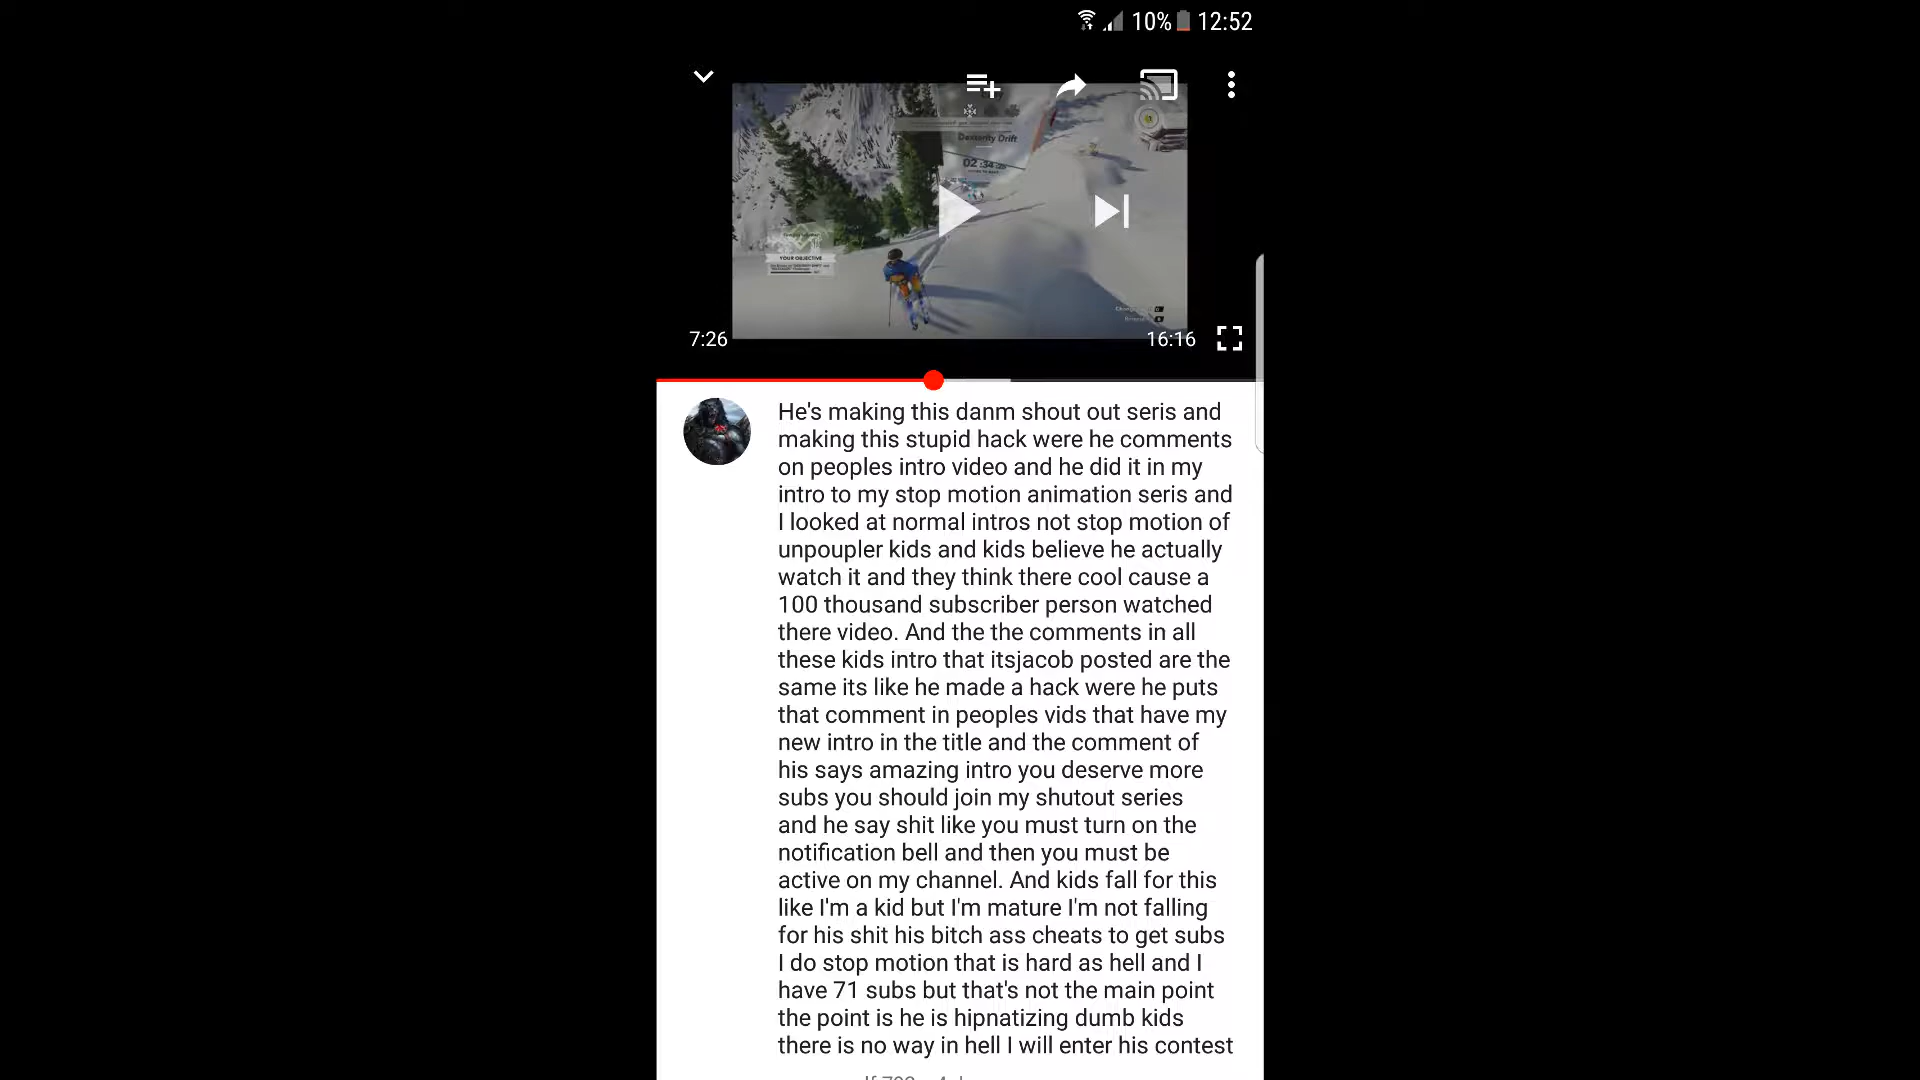 10% 12:52
Dexterity Drift
02:34
YOUR OBJECTIVE
7:26
16:16
He's making this danm shout out seris and
making this stupid hack were he comments
on peoples intro video and he did it in my
intro to my stop motion animation seris and
I looked at normal intros not stop motion of
unpoupler kids and kids believe he actually
watch it and they think there cool cause a
100 thousand subscriber person watched
there video. And the the comments in all
these kids intro that itsjacob posted are the
same its like he made a hack were he puts
that comment in peoples vids that have my
new intro in the title and the comment of
his says amazing intro you deserve more
subs you should join my shutout series
and he say shit like you must turn on the
notification bell and then you must be
active on my channel. And kids fall for this
like I'm a kid but I'm mature I'm not falling
for his shit his bitch ass cheats to get subs
I do stop motion that is hard as hell and I
have 71 subs but that's not the main point
the point is he is hipnatizing dumb kids
there is no way in hell I will enter his contest